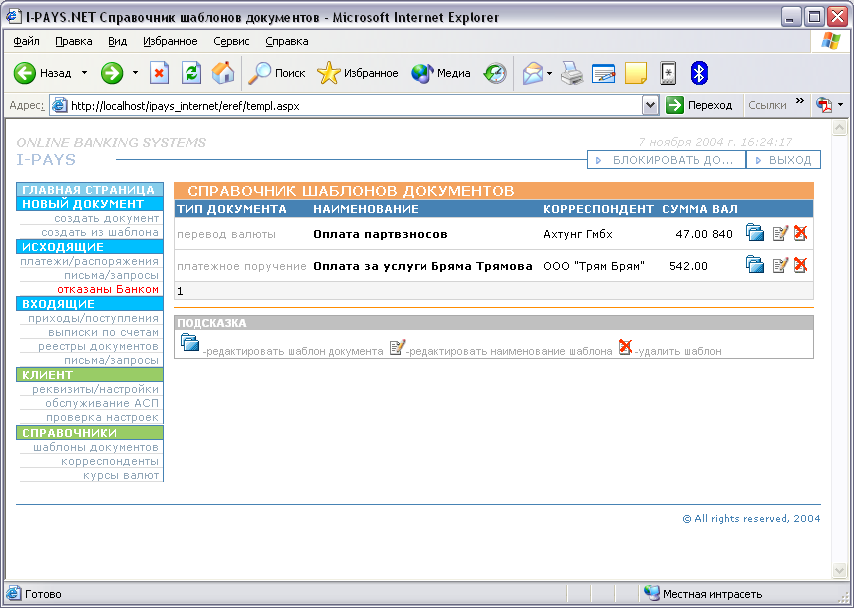 I-PAYS.NET Справочник шаблонов документов - Microsoft Internet Explorer
Файл Правка Вид Избранное Сервис Справка
Назад Поиск Избранное Медиа
Адрес: http://localhost/ipays_internet/eref/templ.aspx Переход Ссылки »
ONLINE BANKING SYSTEMS
7 ноября 2004 г. 16:24:17
I-PAYS
БЛОКИРОВАТЬ ДО... ВЫХОД
ГЛАВНАЯ СТРАНИЦА
НОВЫЙ ДОКУМЕНТ
создать документ
создать из шаблона
ИСХОДЯЩИЕ
платежи/распоряжения
письма/запросы
отказаны Банком
ВХОДЯЩИЕ
приходы/поступления
выписки по счетам
реестры документов
письма/запросы
КЛИЕНТ
реквизиты/настройки
обслуживание АСП
проверка настроек
СПРАВОЧНИКИ
шаблоны документов
корреспонденты
курсы валют
СПРАВОЧНИК ШАБЛОНОВ ДОКУМЕНТОВ
ТИП ДОКУМЕНТА НАИМЕНОВАНИЕ КОРРЕСПОНДЕНТ СУММА ВАЛ
перевод валюты Оплата партвзносов Ахтунг Гмбх 47.00 840
платежное поручение Оплата за услуги Бряма Трямова ООО "Трям Брям" 542.00
1
ПОДСКАЗКА
-редактировать шаблон документа -редактировать наименование шаблона -удалить шаблон
© All rights reserved, 2004
Готово Местная интрасеть